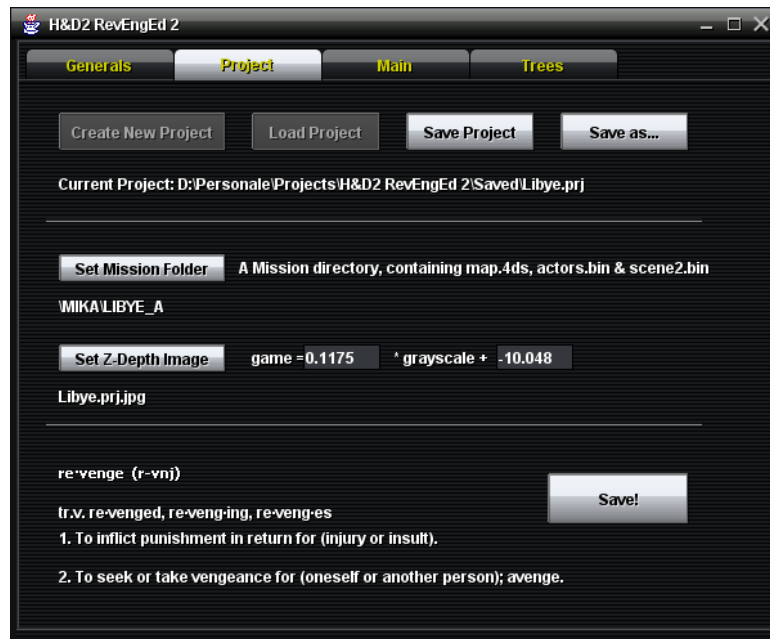 H&D2 RevEngEd 2
Generals Project Main Trees
Create New Project Load Project Save Project Save as...
Current Project: D:\Personale\Projects\H&D2 RevEngEd 2\Saved\Libye.prj
Set Mission Folder A Mission directory, containing map.4ds, actors.bin & scene2.bin
\MIKA\LIBYE_A
Set Z-Depth Image game = 0.1175 * grayscale + -10.048
Libye.prj.jpg
re·venge (r-vnj)
Save!
tr.v. re·venged, re·veng·ing, re·veng·es
1. To inflict punishment in return for (injury or insult).
2. To seek or take vengeance for (oneself or another person); avenge.